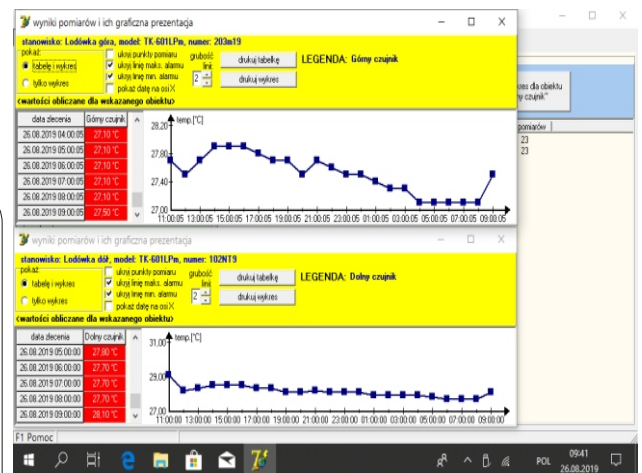 wyniki pomiarów i ich graficzna prezentacja
stanowisko: Lodówka góra, model: TK-601LPm, numer: 203m19
pokaż:
tabelę i wykres
tylko wykres
ukryj punkty pomiaru
ukryj linię maks. alarmu
ukryj linię min. alarmu
pokaż datę na osi X
grubość linii:
2
drukuj tabelkę
drukuj wykres
LEGENDA: Górny czujnik
<wartości obliczane dla wskazanego obiektu>
data zlecenia Górny czujnik
26.08.2019 04:00:05 27,10 °C
26.08.2019 05:00:05 27,10 °C
26.08.2019 06:00:05 27,10 °C
26.08.2019 07:00:05 27,10 °C
26.08.2019 08:00:05 27,10 °C
26.08.2019 09:00:05 27,50 °C
temp.[°C]
28,20
27,80
27,40
27,00
11:00:05 13:00:05 15:00:05 17:00:05 19:00:05 21:00:05 23:00:05 01:00:05 03:00:05 05:00:05 07:00:05 09:00:05
wyniki pomiarów i ich graficzna prezentacja
stanowisko: Lodówka dół, model: TK-601LPm, numer: 102NT9
pokaż:
tabelę i wykres
tylko wykres
ukryj punkty pomiaru
ukryj linię maks. alarmu
ukryj linię min. alarmu
pokaż datę na osi X
grubość linii:
2
drukuj tabelkę
drukuj wykres
LEGENDA: Dolny czujnik
<wartości obliczane dla wskazanego obiektu>
data zlecenia Dolny czujnik
26.08.2019 05:00:00 27,80 °C
26.08.2019 06:00:00 27,70 °C
26.08.2019 07:00:00 27,70 °C
26.08.2019 08:00:00 27,70 °C
26.08.2019 09:00:00 28,10 °C
temp.[°C]
31,00
29,00
27,00
11:00:00 13:00:00 15:00:00 17:00:00 19:00:00 21:00:00 23:00:00 01:00:00 03:00:00 05:00:00 07:00:00 09:00:00
dla obiektu
czujnik"
pomiarów
23
23
F1 Pomoc
POL
09:41
26.08.2019